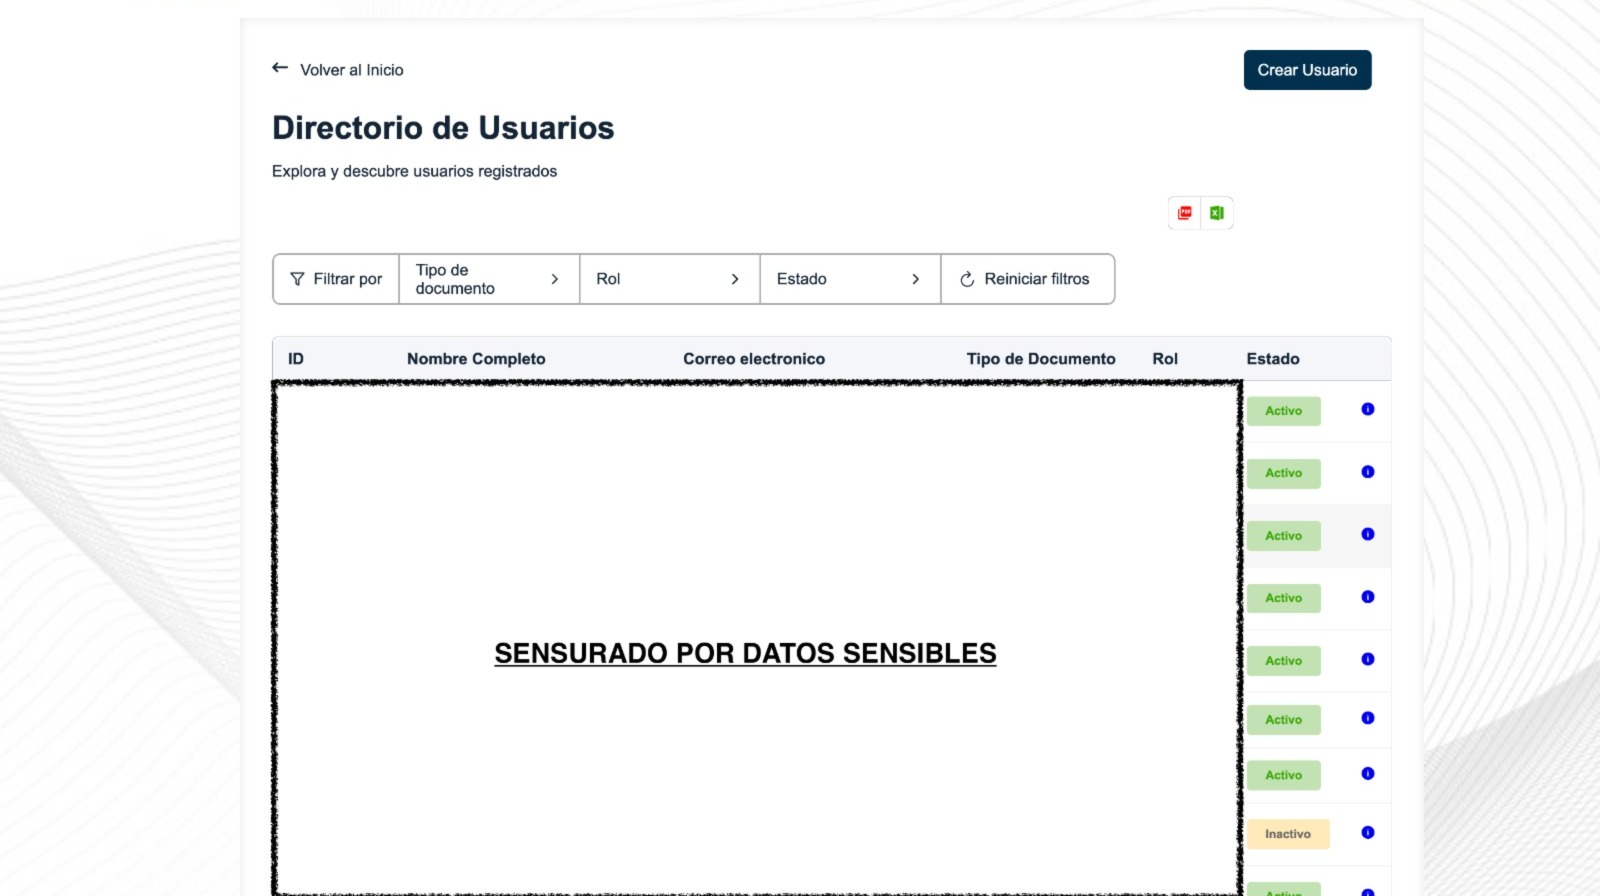 Volver al Inicio
Crear Usuario
Directorio de Usuarios
Explora y descubre usuarios registrados
Filtrar por
Tipo de
documento
Rol
Estado
Reiniciar filtros
ID Nombre Completo Correo electronico Tipo de Documento Rol Estado
Activo
Activo
Activo
Activo
SENSURADO POR DATOS SENSIBLES
Activo
Activo
Activo
Inactivo
Activo